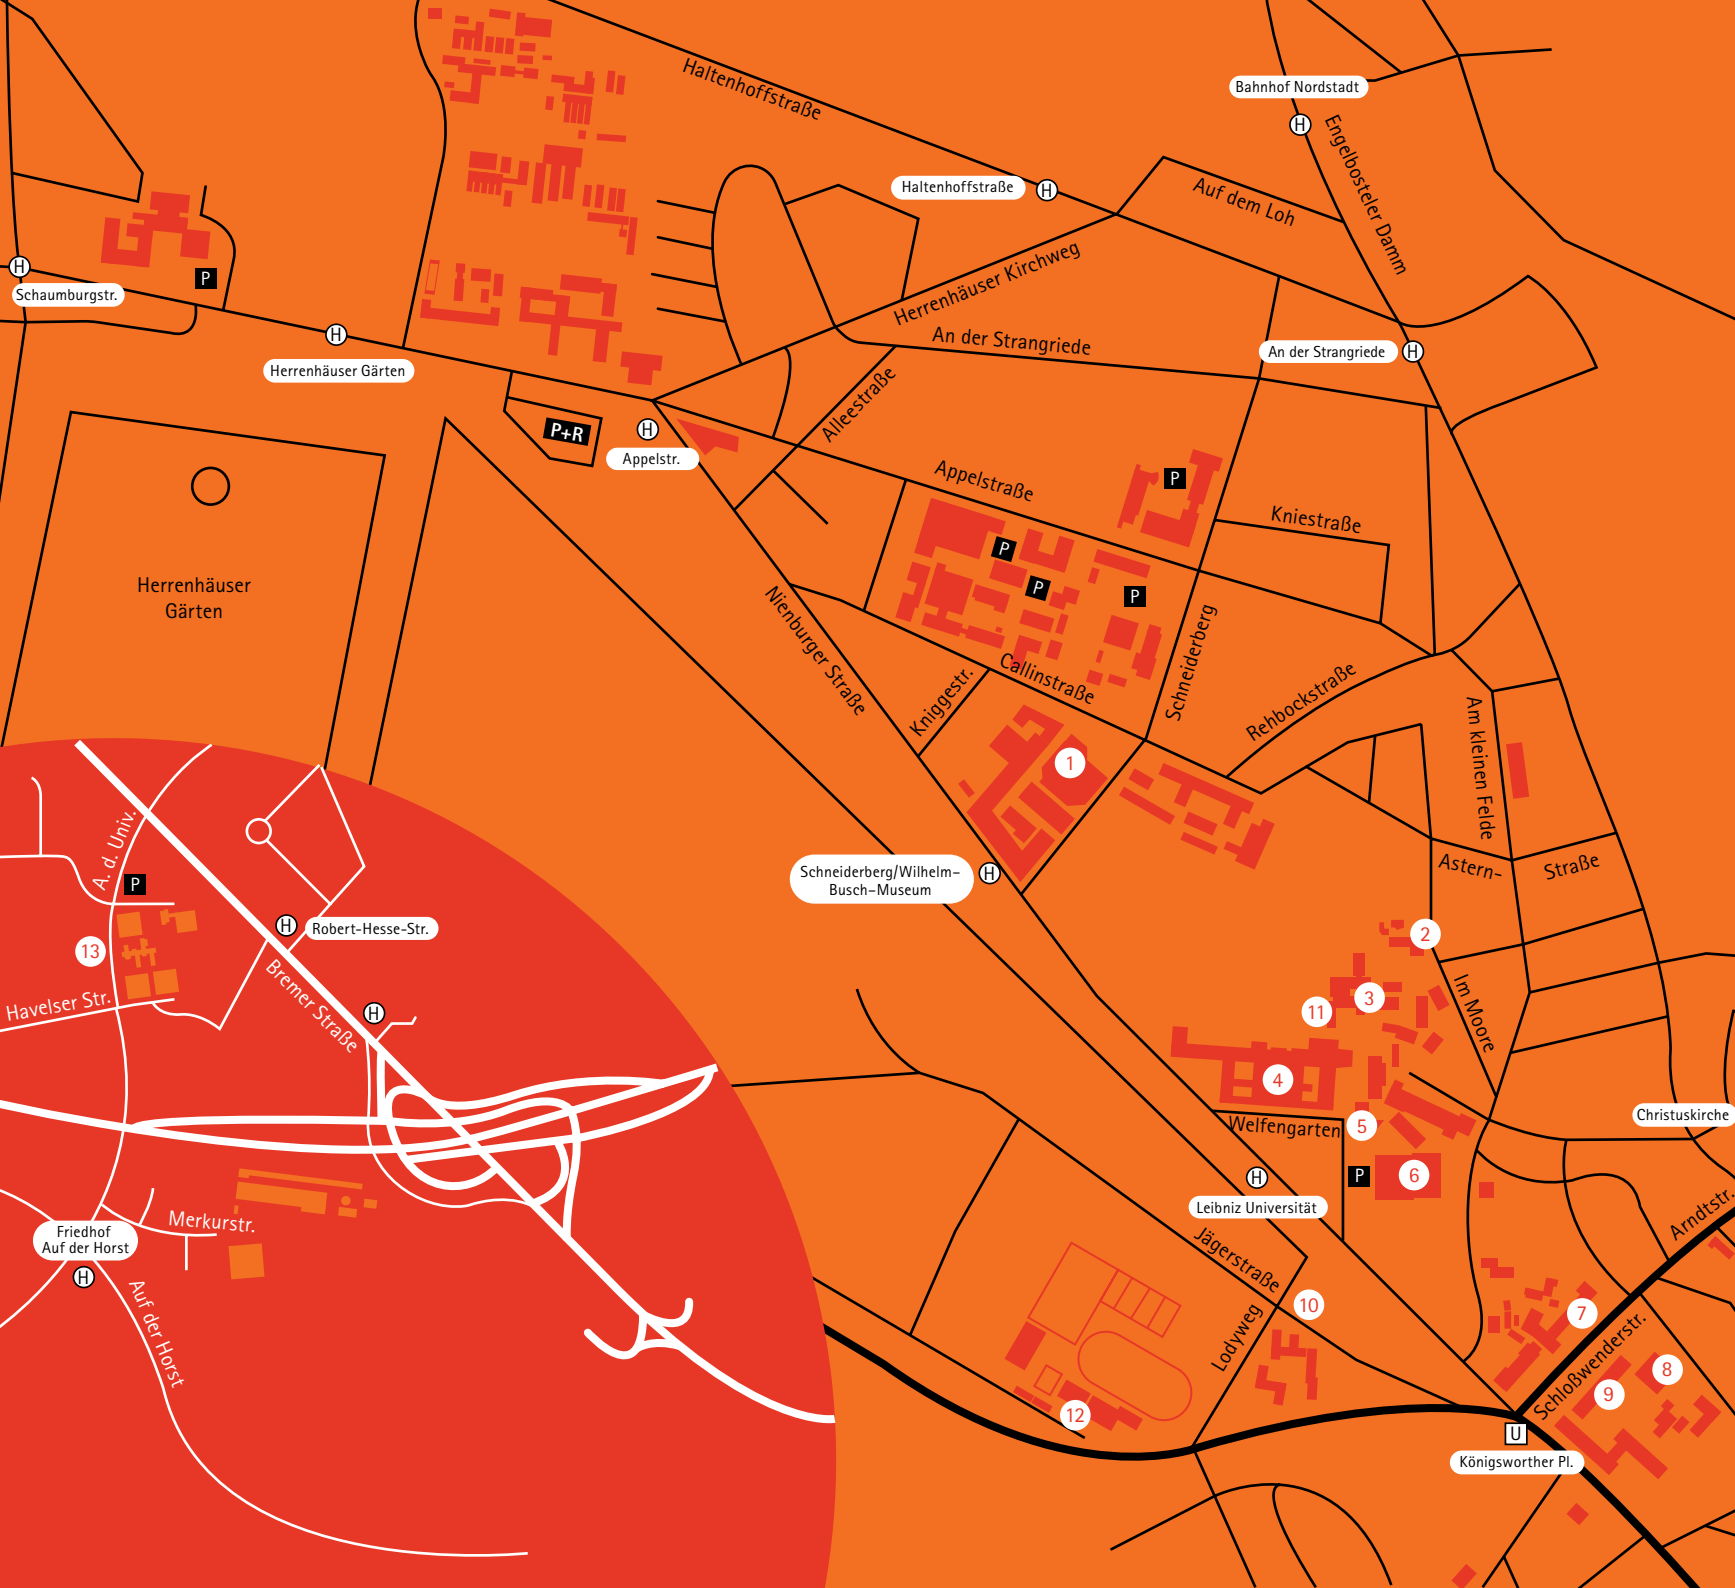 Haltenhoffstraße
Bahnhof Nordstadt
H
Engelbosteler Damm
Haltenhoffstraße
H
Auf dem Loh
H
Schaumburgstr.
P
H
Herrenhäuser Gärten
Herrenhäuser Kirchweg
An der Strangriede
An der Strangriede
H
Alleestraße
P+R
H
Appelstr.
Appelstraße
P
Kniestraße
P
P
P
Herrenhäuser
Gärten
Nienburger Straße
Callinstraße
Kniggestr.
Schneiderberg
Rehbockstraße
Am kleinen Felde
1
Astern-
Straße
Schneiderberg/Wilhelm-
Busch-Museum
H
A. d. Univ.
P
H
Robert-Hesse-Str.
13
Bremer Straße
Havelser Str.
H
2
3
11
Im Moore
4
Welfengarten
5
Christuskirche
P
6
H
Leibniz Universität
Arndtstr.
Merkurstr.
Friedhof
Auf der Horst
H
Auf der Horst
Jägerstraße
10
Lodyweg
7
Schloßwenderstr.
8
9
12
U
Königsworther Pl.